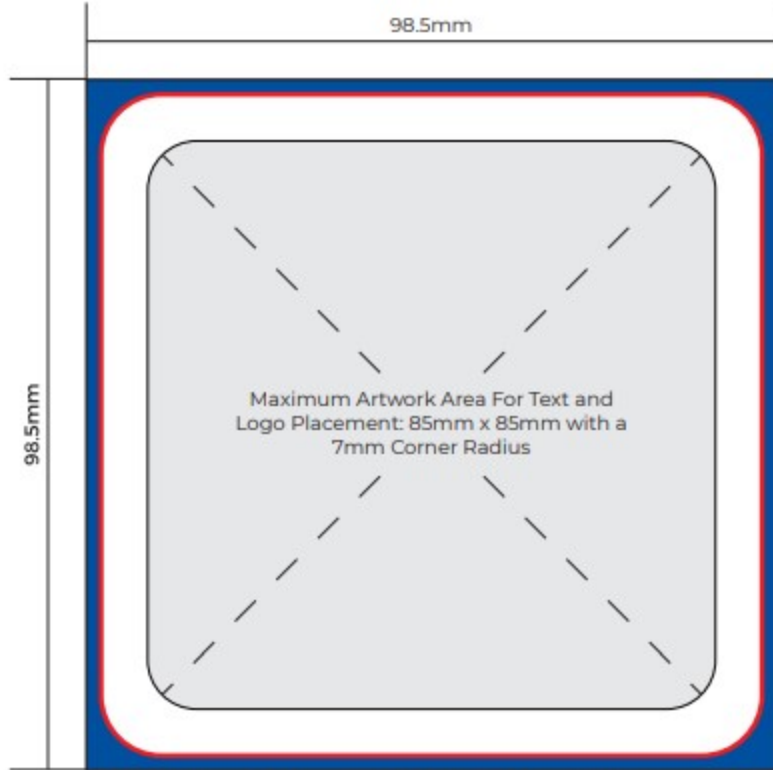 98.5mm
98.5mm
Maximum Artwork Area For Text and
Logo Placement: 85mm x 85mm with a
7mm Corner Radius